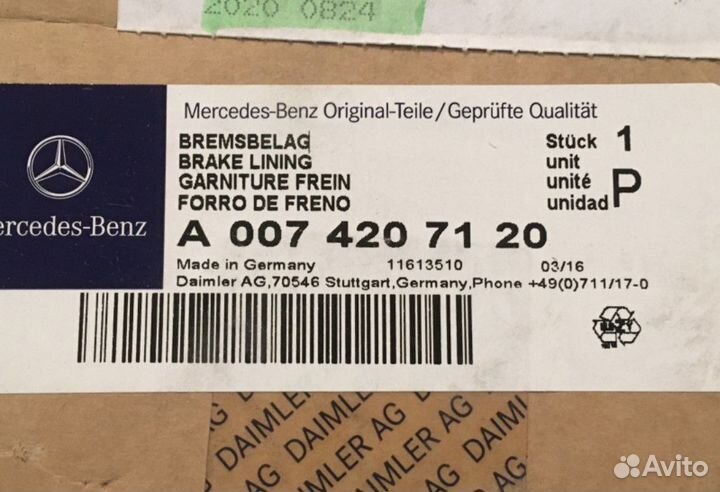 2020 0824
Mercedes-Benz Original-Teile/Geprüfte Qualität
BREMSBELAG Stück 1
BRAKE LINING unit
GARNITURE FREIN unité P
FORRO DE FRENO unidad
ercedes-Benz
A 007 420 71 20
Made in Germany 11613510 03/16
Daimler AG,70546 Stuttgart,Germany,Phone +49(0)711/17-0
DAIMLER AG DAIMLER AG DAIM
DAIMLER AG DAIMLER AG
Avito